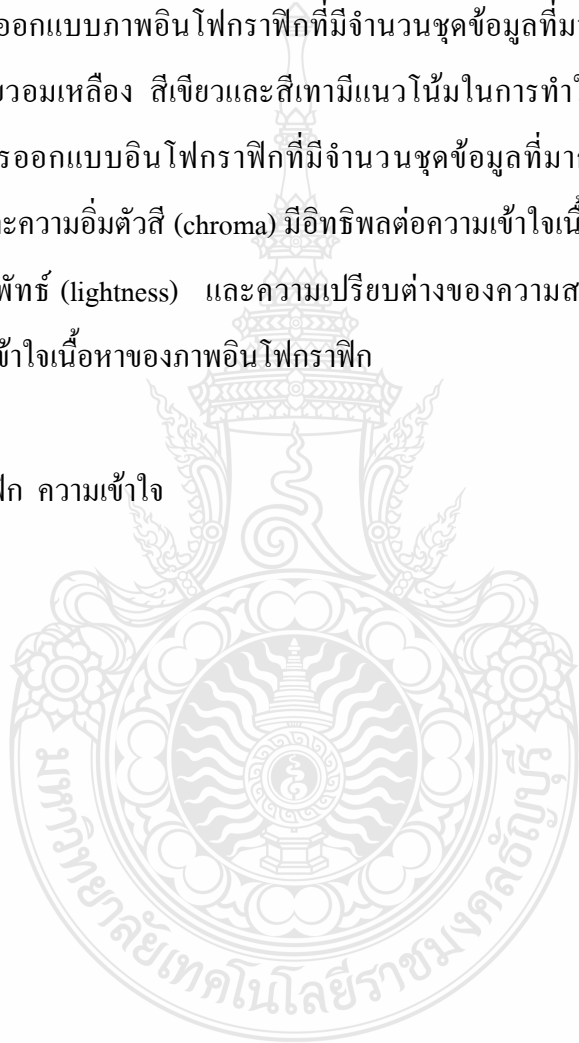 ออกแบบภาพอินโฟกราฟิกที่มีจำนวนชุดข้อมูลที่
วอมเหลือง สีเขียวและสีเทามีแนวโน้มในการทำ
ออกแบบอินโฟกราฟิกที่มีจำนวนชุดข้อมูลที่มา
ะความอิ่มตัวสี (chroma) มีอิทธิพลต่อความเข้าใจเนื้
พัทธ์ (lightness) และความเปรียบต่างของความส
ข้าใจเนื้อหาของภาพอินโฟกราฟิก
ฟิก ความเข้าใจ
มหาวิทยาลัยเทคโนโลยีราชมงคลธัญบุรี